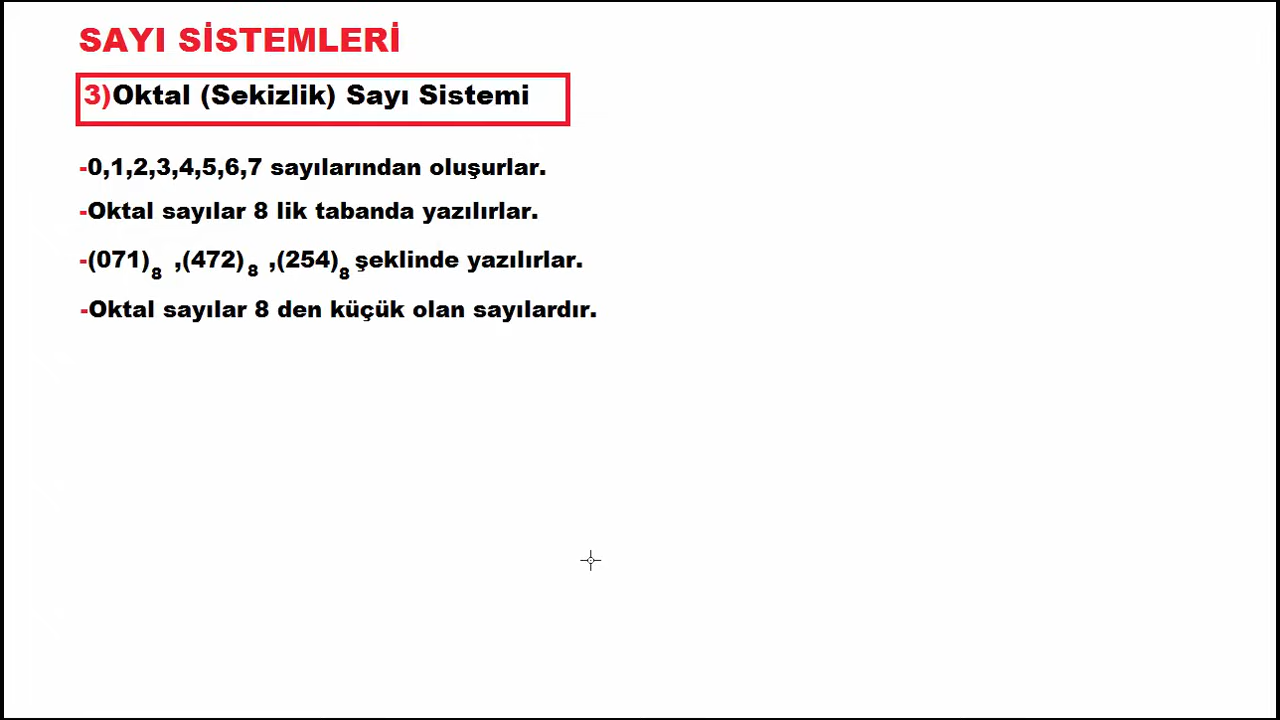 SAYI SİSTEMLERİ
3)Oktal (Sekizlik) Sayı Sistemi
-0,1,2,3,4,5,6,7 sayılarından oluşurlar.
-Oktal sayılar 8 lik tabanda yazılırlar.
-(071)₈ ,(472)₈ ,(254)₈ şeklinde yazılırlar.
-Oktal sayılar 8 den küçük olan sayılardır.